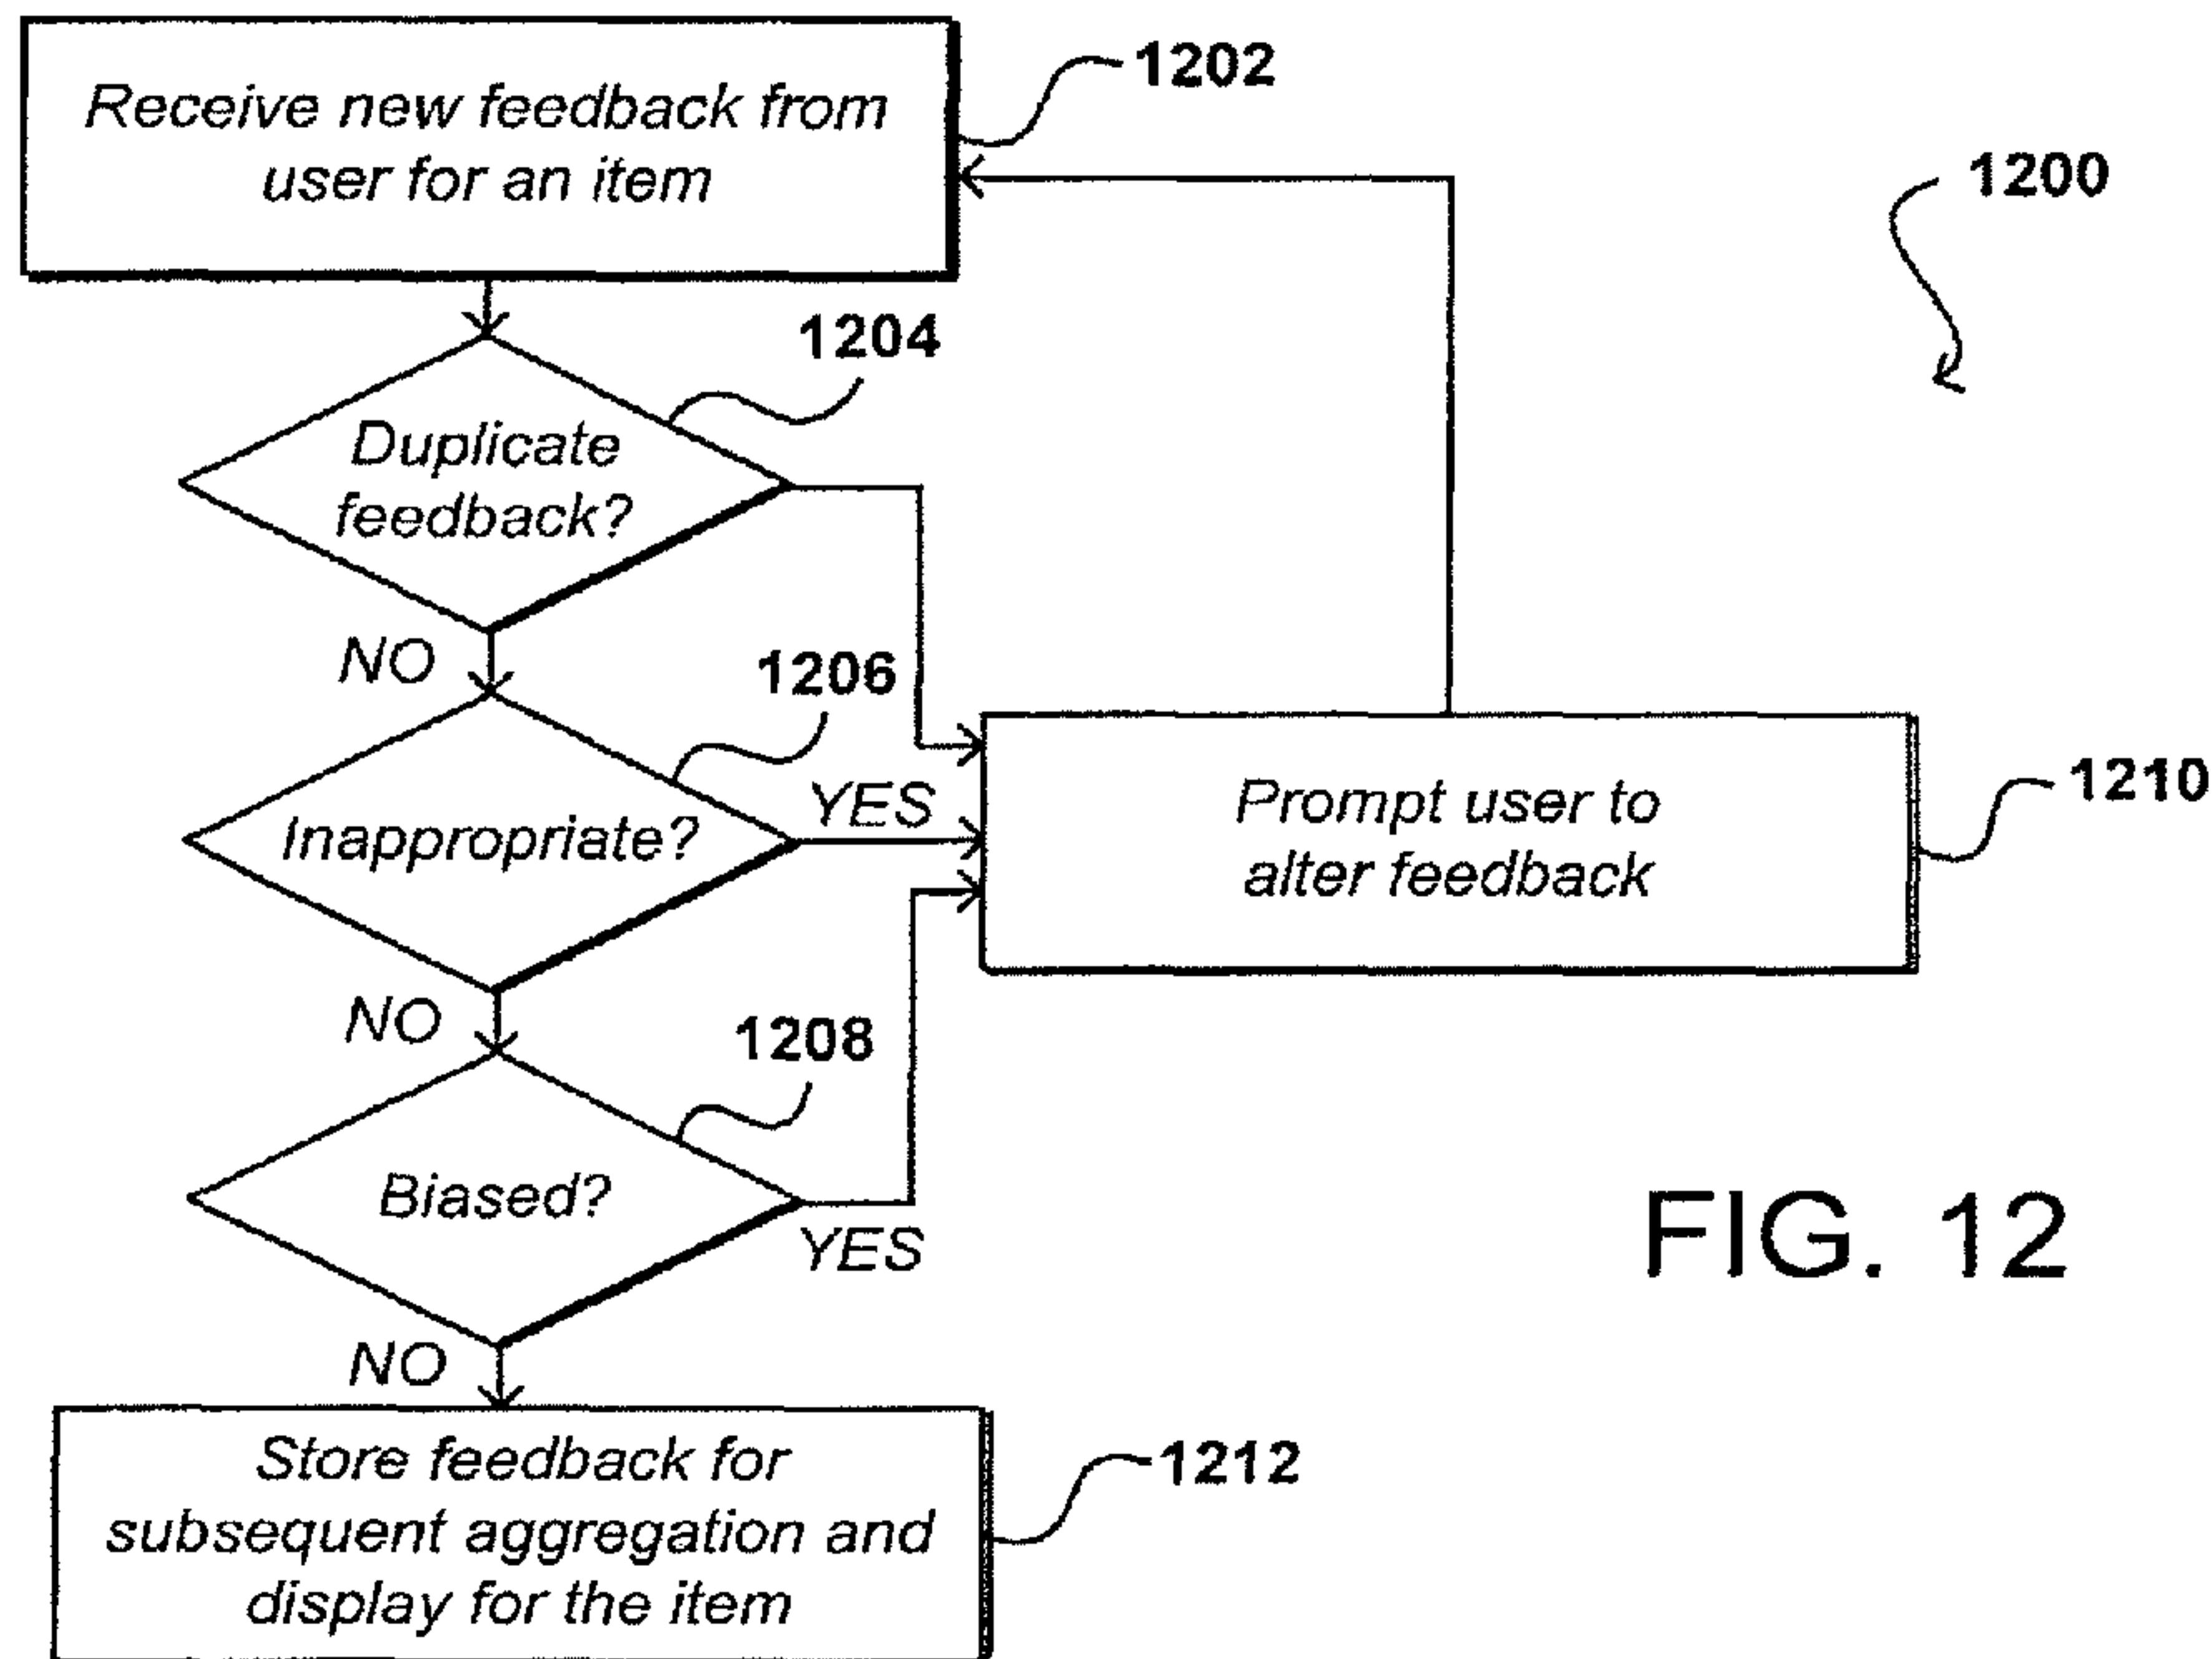 Receive new feedback from
user for an item
1202
1200
1204
Duplicate
feedback?
NO
1206
Inappropriate?
YES
Prompt user to
alter feedback
1210
NO
1208
Biased?
YES
FIG. 12
NO
Store feedback for
subsequent aggregation and
display for the item
1212